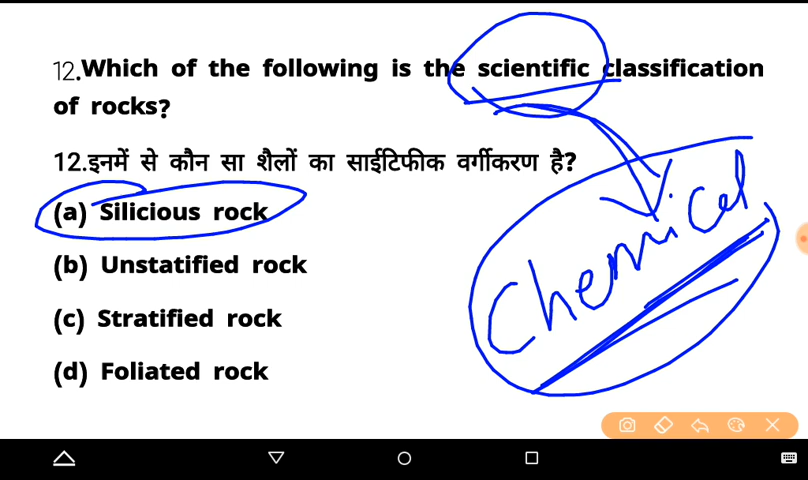 12.Which of the following is the scientific classification
of rocks?
12.इनमें से कौन सा शैलों का साईटिफीक वर्गीकरण है?
(a) Silicious rock
(b) Unstatified rock
(c) Stratified rock
(d) Foliated rock
Chemical